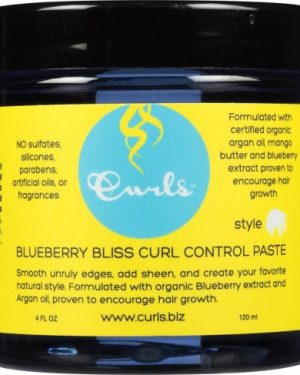 NO sulfates,
silicones,
parabens,
artificial oils, or
fragrances
Curls™
Formulated with
certified organic
argan oil, mango
butter and blueberry
extract proven to
encourage hair
growth
style
BLUEBERRY BLISS CURL CONTROL PASTE
Smooth unruly edges, add sheen, and create your favorite
natural style. Formulated with organic Blueberry extract and
Argan oil, proven to encourage hair growth.
4 FL OZ
www.curls.biz
120 ml